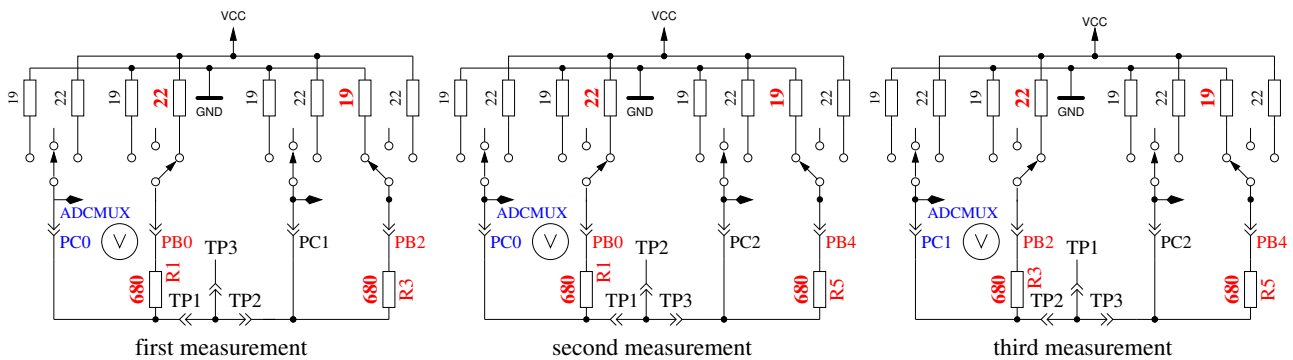 VCC VCC VCC
19 22 19 22 19 22 19 22 19 22 19 22 19 22 19 22 19 22 19 22 19 22 19 22
GND GND GND
ADCMUX ADCMUX ADCMUX
PC0 V PB0 PC1 PB2 PC0 V PB0 PC2 PB4 PC1 V PB2 PC2 PB4
TP3 TP2 TP1
680 R1 680 R3 680 R1 680 R5 680 R3 680 R5
TP1 TP2 TP1 TP3 TP2 TP3
first measurement second measurement third measurement